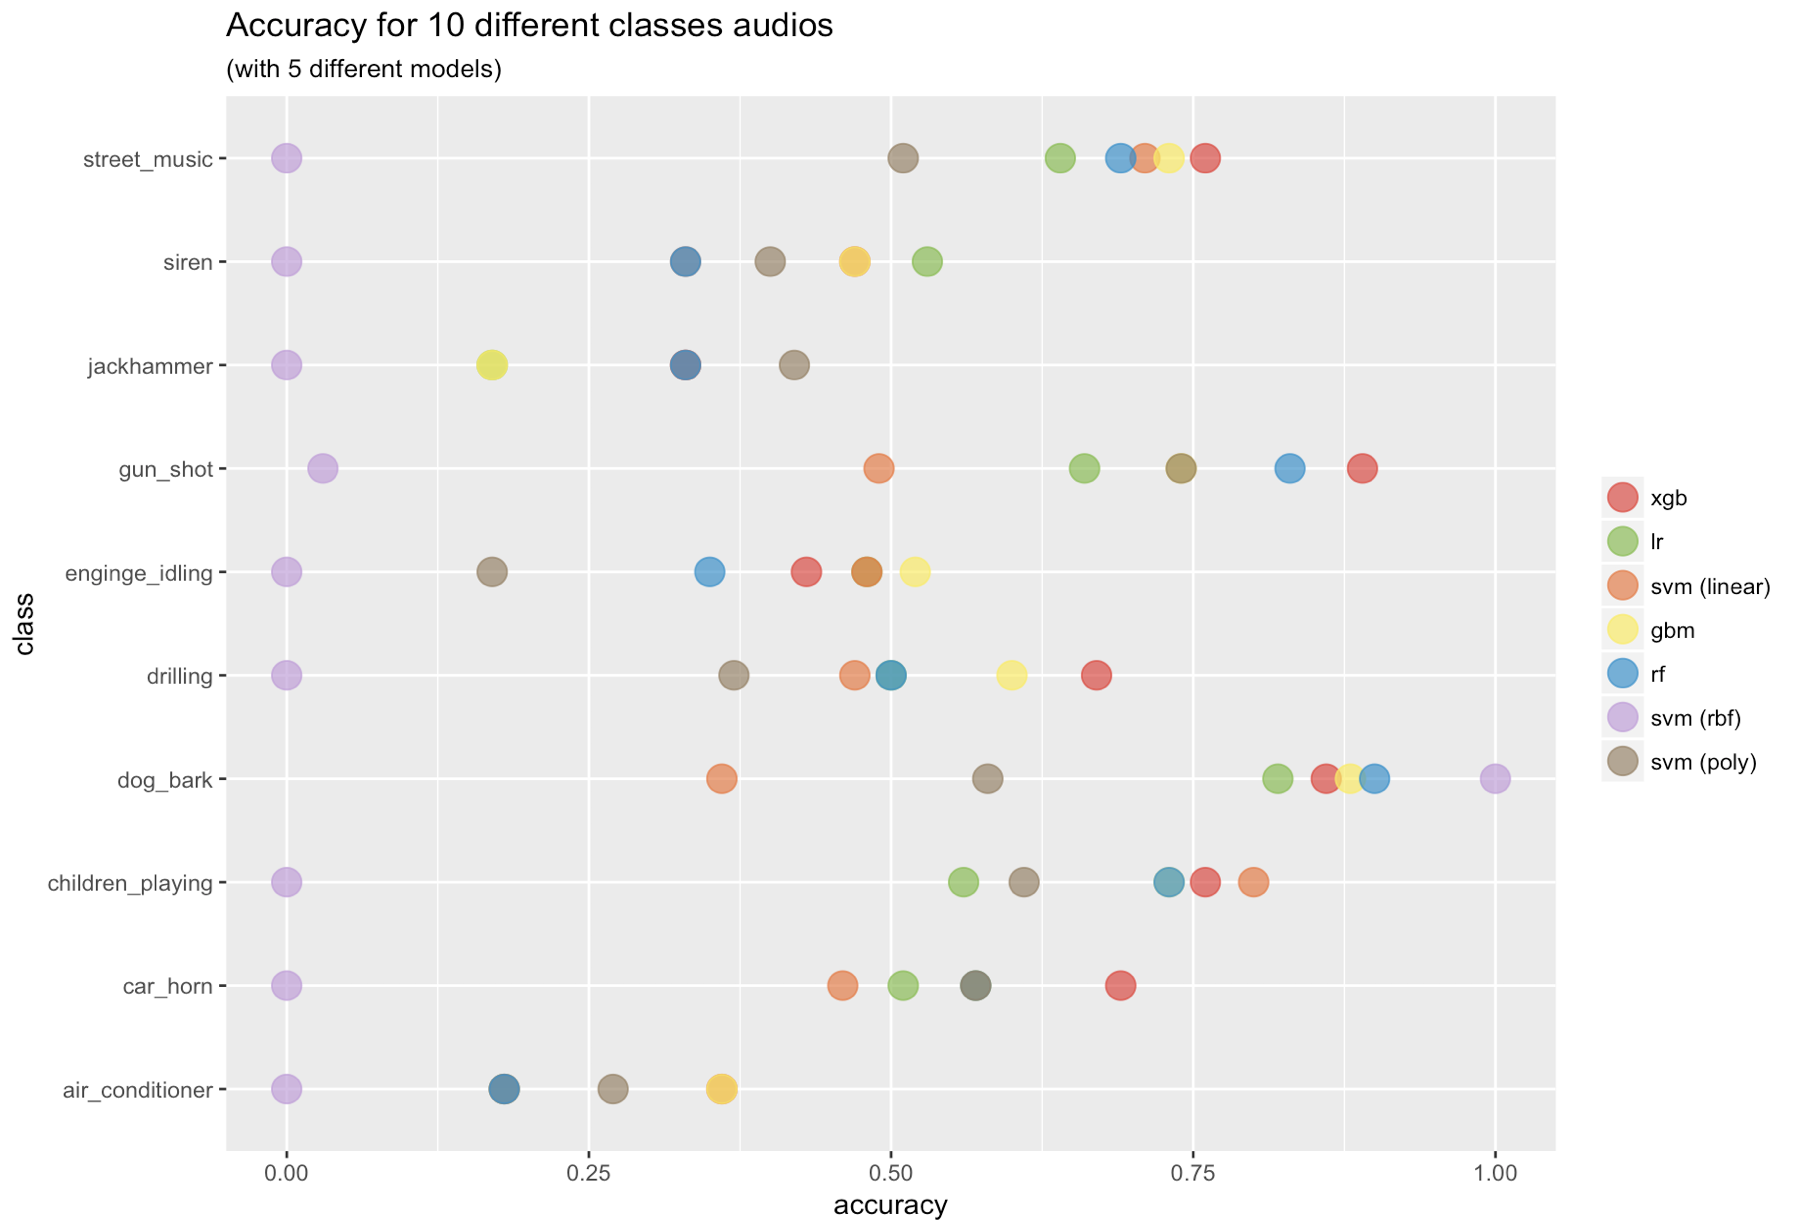 Accuracy for 10 different classes audios
(with 5 different models)
class
street_music
siren
jackhammer
gun_shot
enginge_idling
drilling
dog_bark
children_playing
car_horn
air_conditioner
0.00 0.25 0.50 0.75 1.00
accuracy
xgb
lr
svm (linear)
gbm
rf
svm (rbf)
svm (poly)